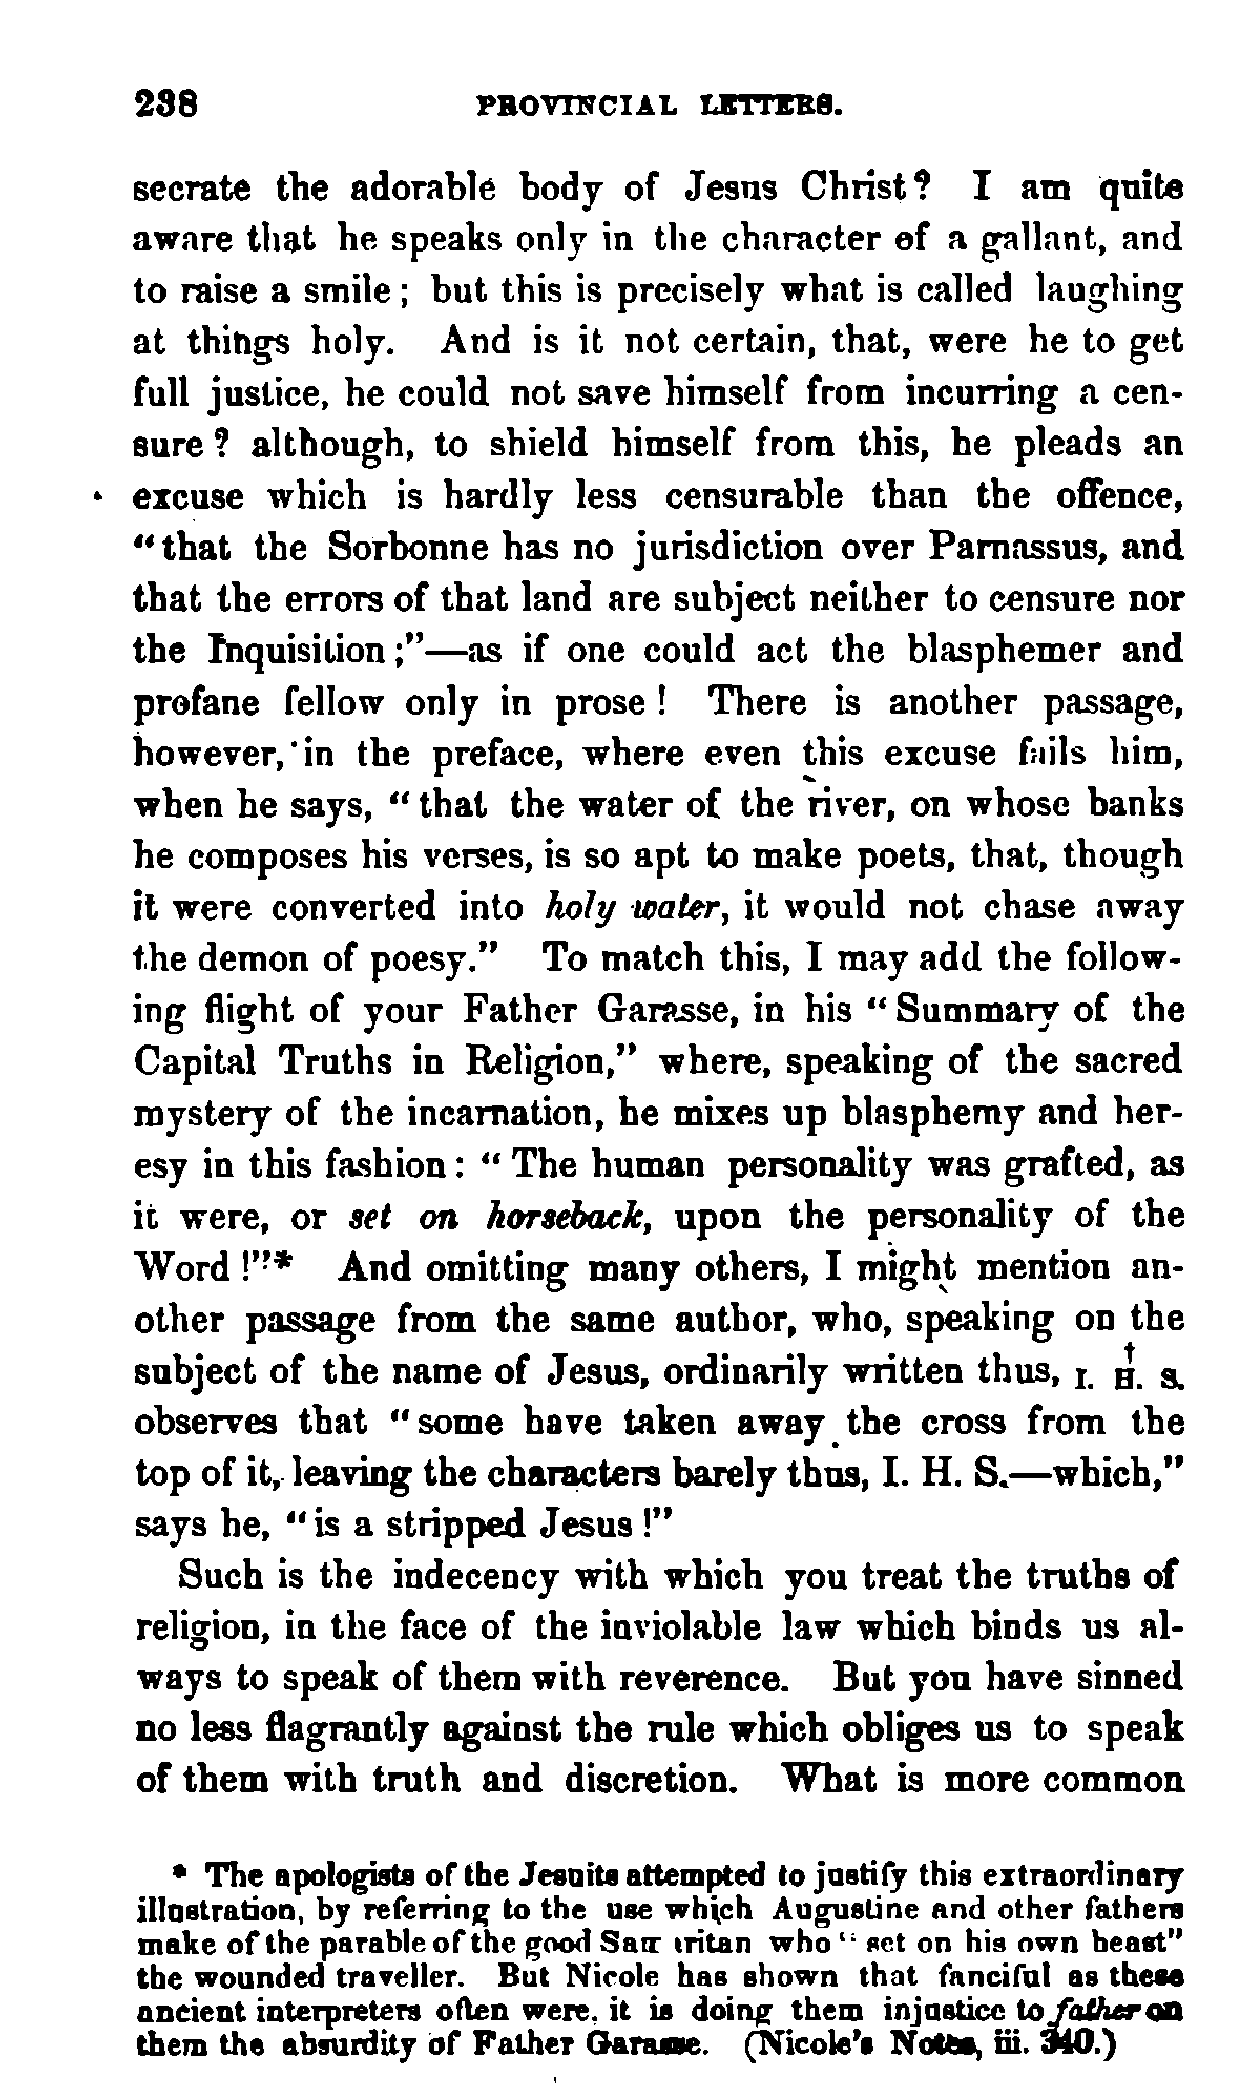 238 PROVINCIAL LETTERS.
secrate the adorable body of Jesus Christ? I am quite
aware that he speaks only in the character of a gallant, and
to raise a smile; but this is precisely what is called laughing
at things holy. And is it not certain, that, were he to get
full justice, he could not save himself from incurring a cen-
sure? although, to shield himself from this, he pleads an
excuse which is hardly less censurable than the offence,
“that the Sorbonne has no jurisdiction over Parnassus, and
that the errors of that land are subject neither to censure nor
the Inquisition;”—as if one could act the blasphemer and
profane fellow only in prose! There is another passage,
however, in the preface, where even this excuse fails him,
when he says, “that the water of the river, on whose banks
he composes his verses, is so apt to make poets, that, though
it were converted into holy water, it would not chase away
the demon of poesy.” To match this, I may add the follow-
ing flight of your Father Garasse, in his “Summary of the
Capital Truths in Religion,” where, speaking of the sacred
mystery of the incarnation, he mixes up blasphemy and her-
esy in this fashion: “The human personality was grafted, as
it were, or set on horseback, upon the personality of the
Word!”* And omitting many others, I might mention an-
other passage from the same author, who, speaking on the
subject of the name of Jesus, ordinarily written thus, I. †H. S.
observes that “some have taken away the cross from the
top of it, leaving the characters barely thus, I. H. S.—which,”
says he, “is a stripped Jesus!”
Such is the indecency with which you treat the truths of
religion, in the face of the inviolable law which binds us al-
ways to speak of them with reverence. But you have sinned
no less flagrantly against the rule which obliges us to speak
of them with truth and discretion. What is more common
* The apologists of the Jesuits attempted to justify this extraordinary
illustration, by referring to the use which Augustine and other fathers
make of the parable of the good Samaritan who “set on his own beast”
the wounded traveller. But Nicole has shown that fanciful as these
ancient interpreters often were, it is doing them injustice to father on
them the absurdity of Father Garasse. (Nicole's Notes, iii. 340.)